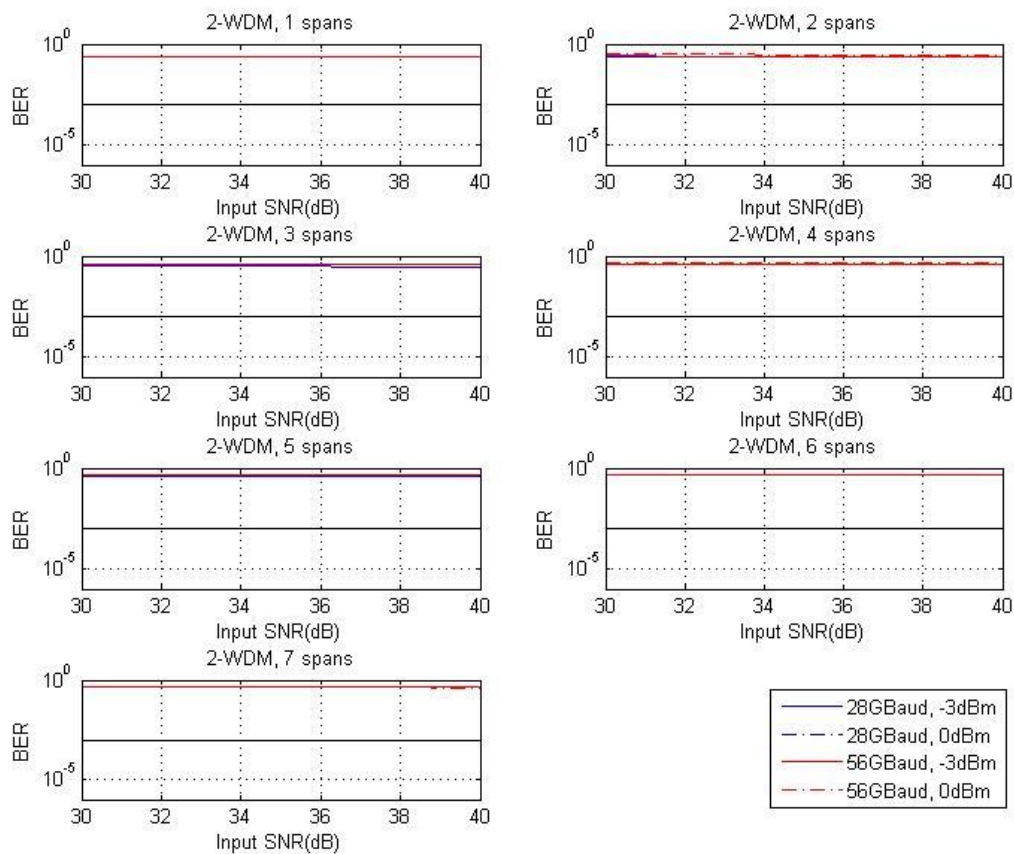 2-WDM, 1 spans
10^0
10^-5
BER
30 32 34 36 38 40
Input SNR(dB)
2-WDM, 2 spans
10^0
10^-5
BER
30 32 34 36 38 40
Input SNR(dB)
2-WDM, 3 spans
10^0
10^-5
BER
30 32 34 36 38 40
Input SNR(dB)
2-WDM, 4 spans
10^0
10^-5
BER
30 32 34 36 38 40
Input SNR(dB)
2-WDM, 5 spans
10^0
10^-5
BER
30 32 34 36 38 40
Input SNR(dB)
2-WDM, 6 spans
10^0
10^-5
BER
30 32 34 36 38 40
Input SNR(dB)
2-WDM, 7 spans
10^0
10^-5
BER
30 32 34 36 38 40
Input SNR(dB)
28GBaud, -3dBm
28GBaud, 0dBm
56GBaud, -3dBm
56GBaud, 0dBm